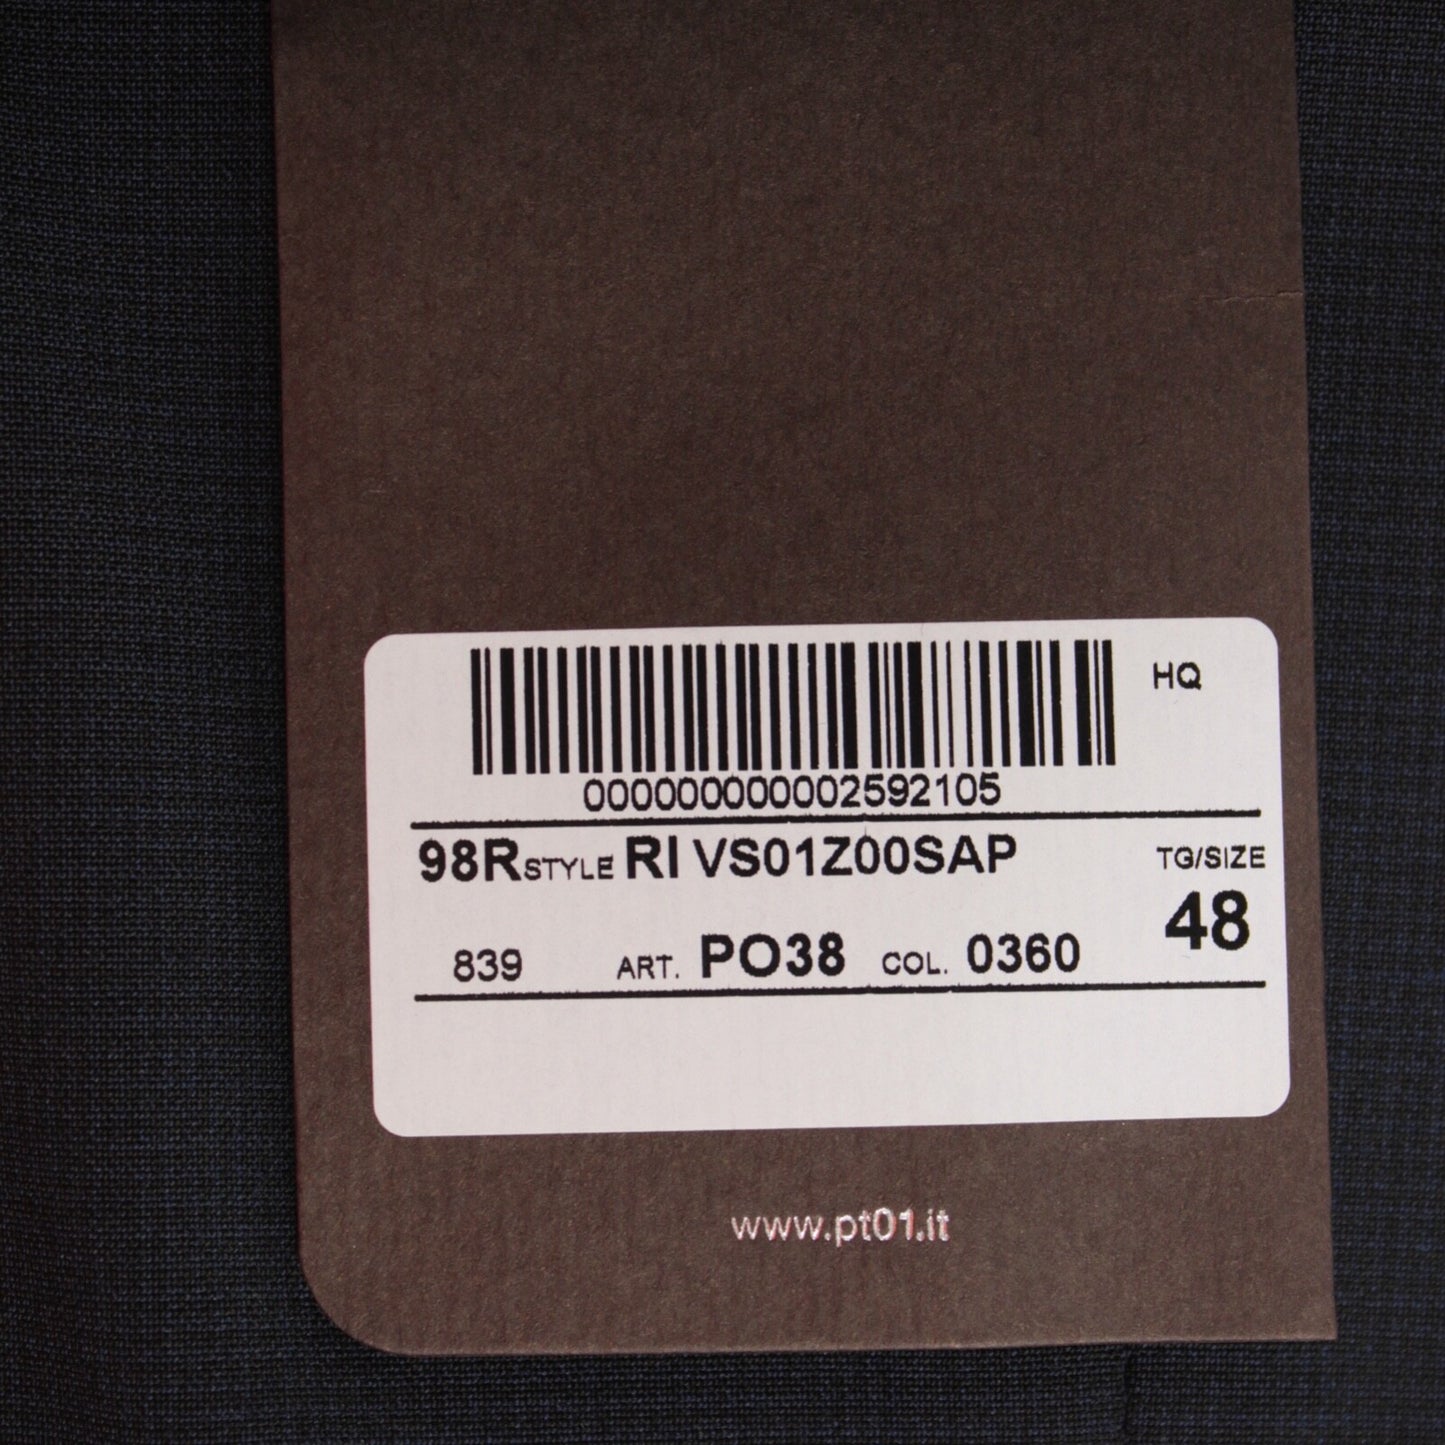 HQ
000000000002592105
98R STYLE RI VS01Z00SAP TG/SIZE
48
839 ART. PO38 COL. 0360
www.pt01.it